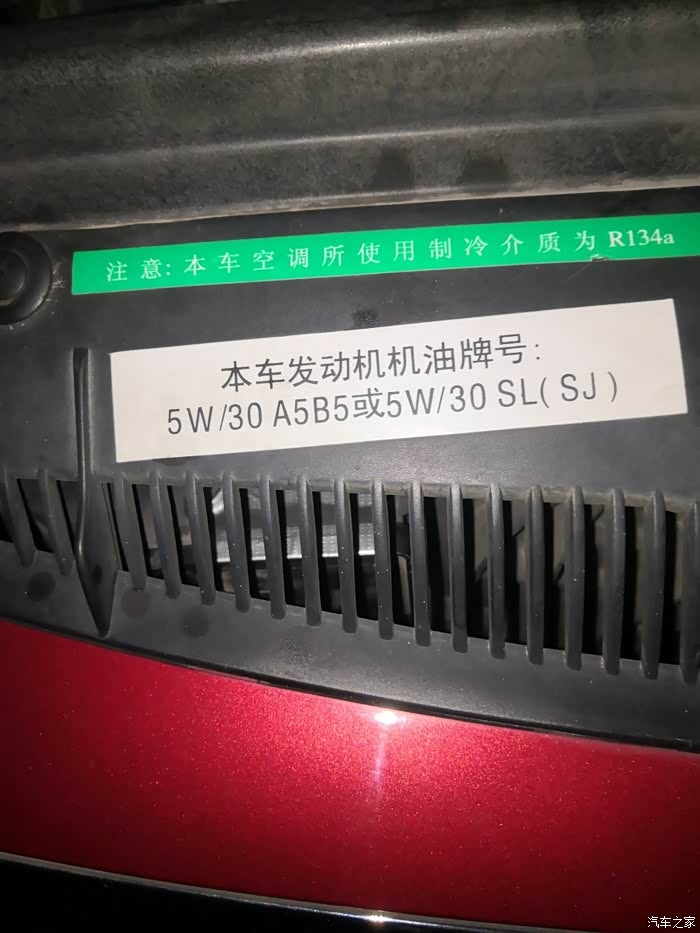 注意:本车空调所使用制冷介质为 R134a
本车发动机机油牌号:
5W/30 A5B5或5W/30 SL(SJ)
汽车之家